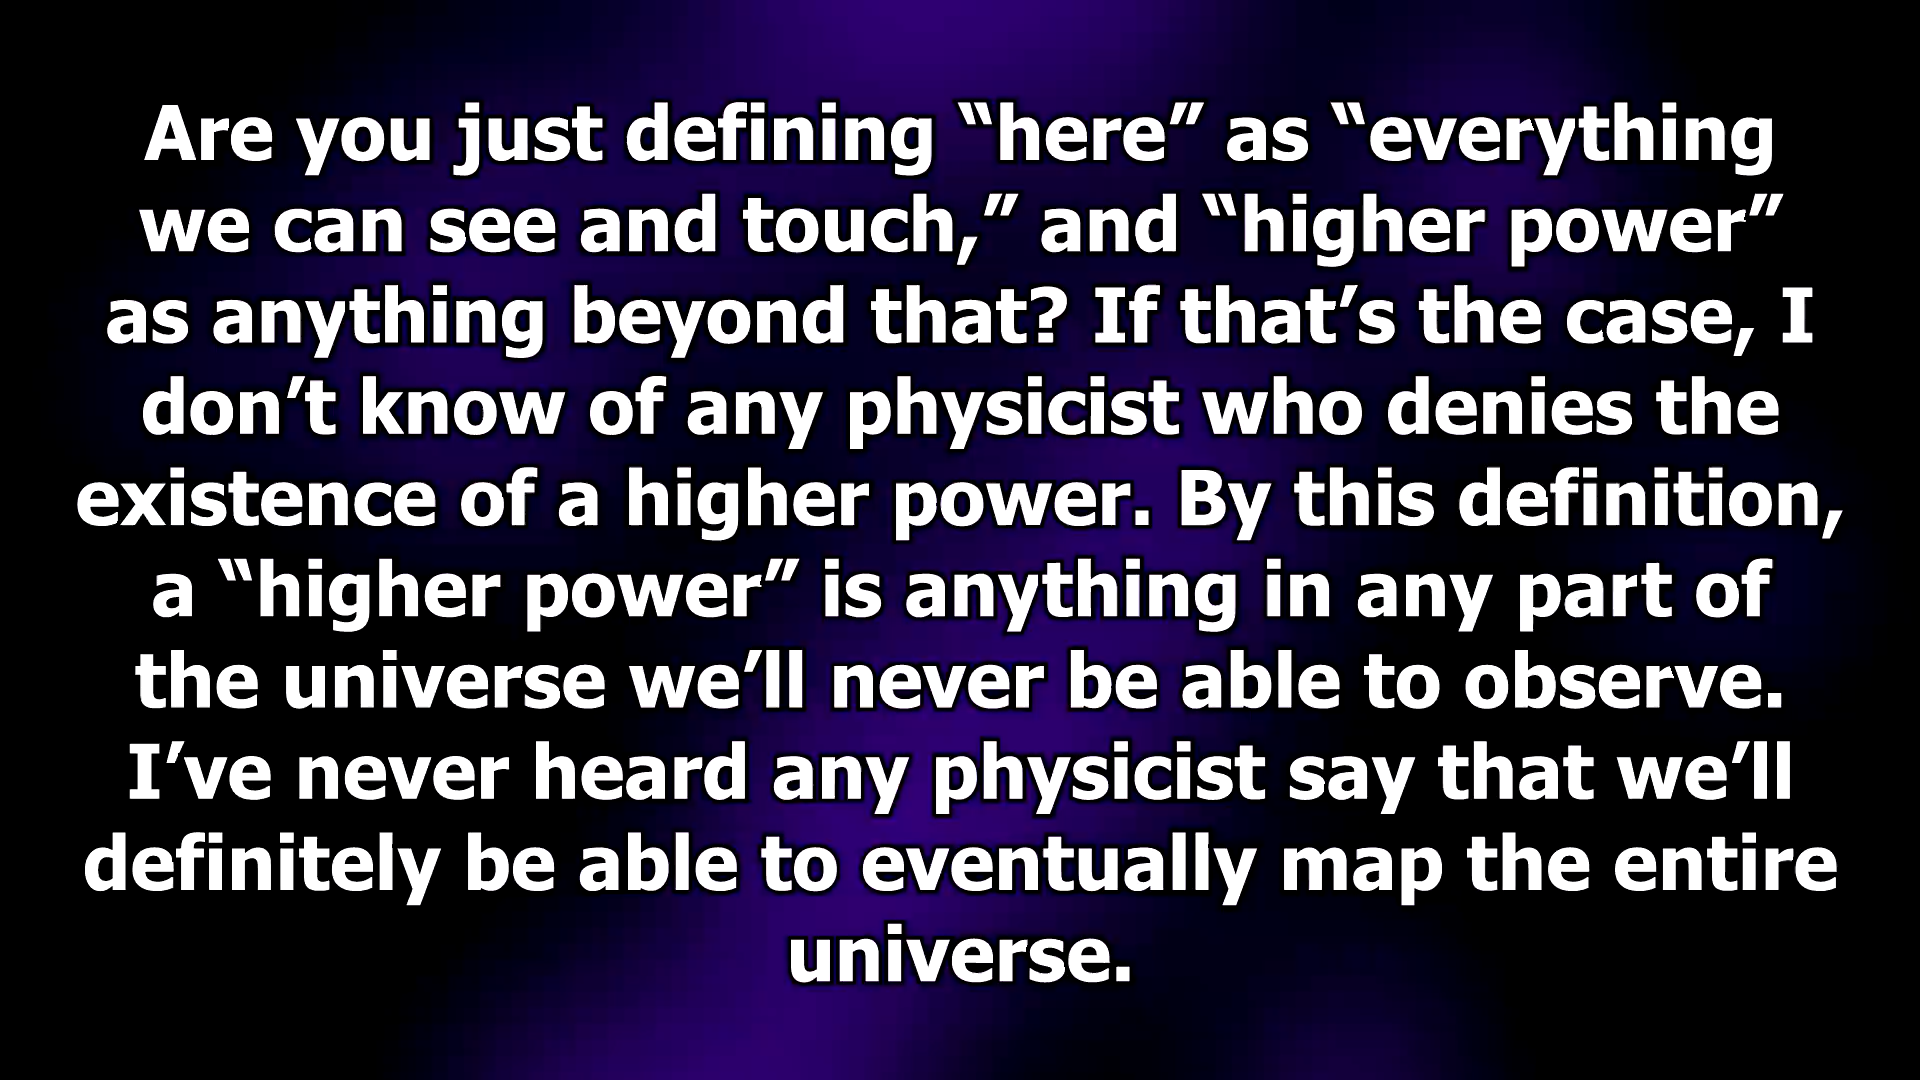 Are you just defining “here” as “everything
we can see and touch,” and “higher power”
as anything beyond that? If that’s the case, I
don’t know of any physicist who denies the
existence of a higher power. By this definition,
a “higher power” is anything in any part of
the universe we’ll never be able to observe.
I’ve never heard any physicist say that we’ll
definitely be able to eventually map the entire
universe.